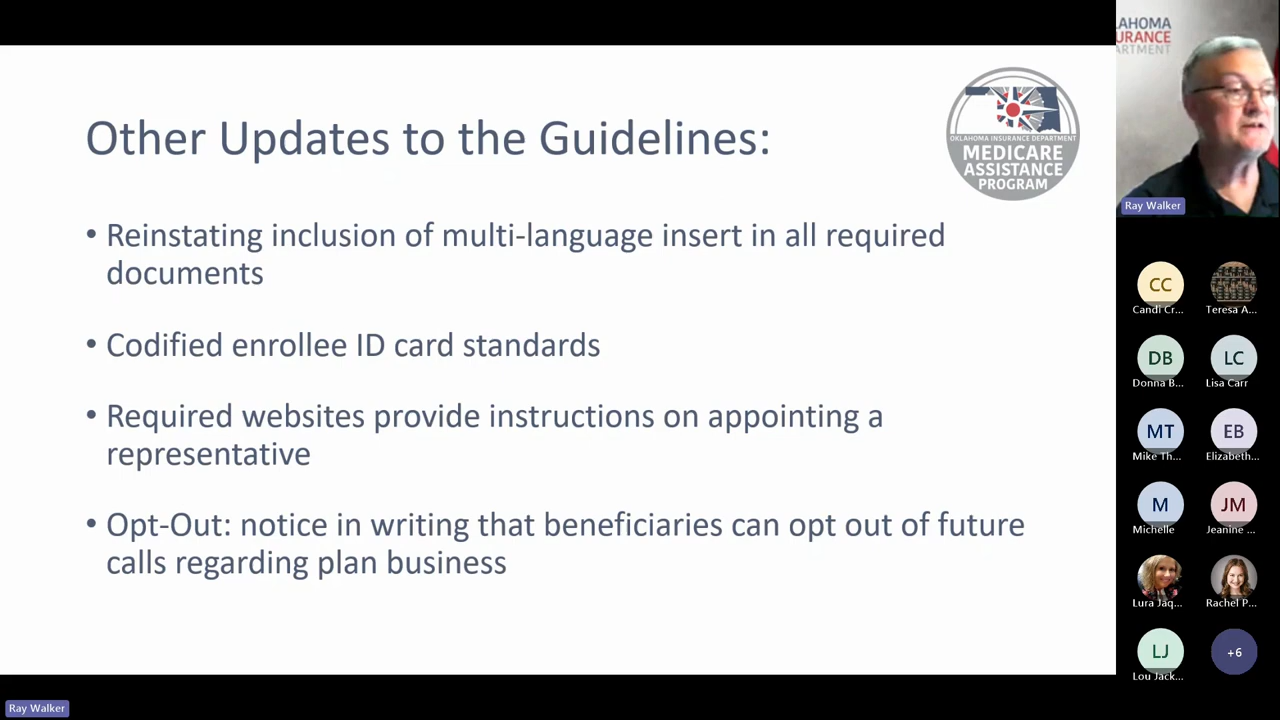 Other Updates to the Guidelines:
OKLAHOMA INSURANCE DEPARTMENT
MEDICARE
ASSISTANCE
PROGRAM
• Reinstating inclusion of multi-language insert in all required
documents
• Codified enrollee ID card standards
• Required websites provide instructions on appointing a
representative
• Opt-Out: notice in writing that beneficiaries can opt out of future
calls regarding plan business
Ray Walker
AHOMA
URANCE
ARTMENT
Ray Walker
CC
Candi Cr...
Teresa A...
DB
Donna B...
LC
Lisa Carr
MT
Mike Th...
EB
Elizabeth...
M
Michelle
JM
Jeanine ...
Lura Jaq...
Rachel P...
LJ
Lou Jack...
+6